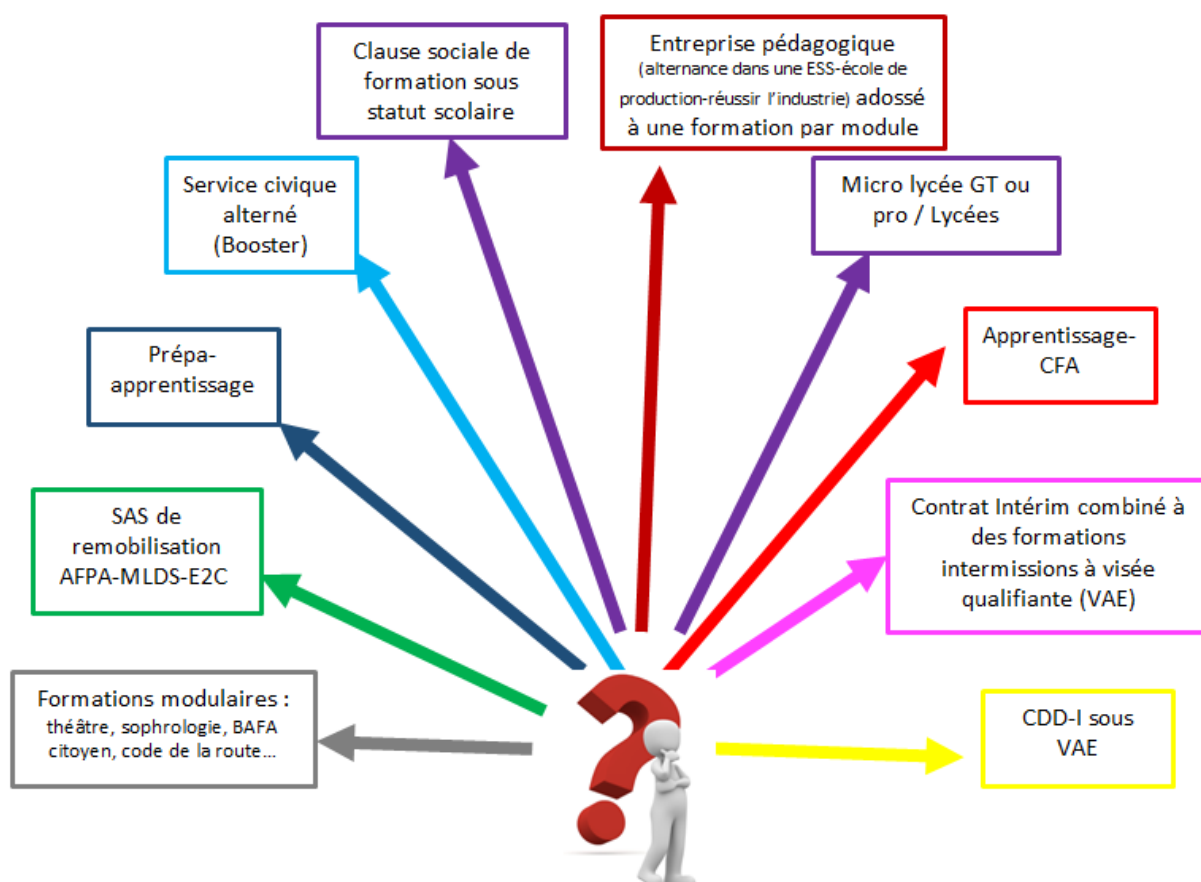 Clause sociale de
formation sous
statut scolaire
Entreprise pédagogique
(alternance dans une ESS-école de
production-réussir l'industrie) adossé
à une formation par module
Service civique
alterné
(Booster)
Micro lycée GT ou
pro / Lycées
Prépa-
apprentissage
Apprentissage-
CFA
SAS de
remobilisation
AFPA-MLDS-E2C
Contrat Intérim combiné à
des formations
intermissions à visée
qualifiante (VAE)
Formations modulaires :
théâtre, sophrologie, BAFA
citoyen, code de la route...
CDD-I sous
VAE
?